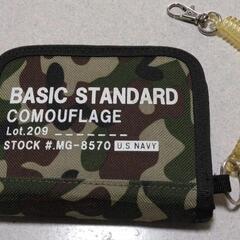 BASIC STANDARD
COMOUFLAGE
Lot.209 _ _ _ _ _ _ _
STOCK #.MG-8570 U.S.NAVY